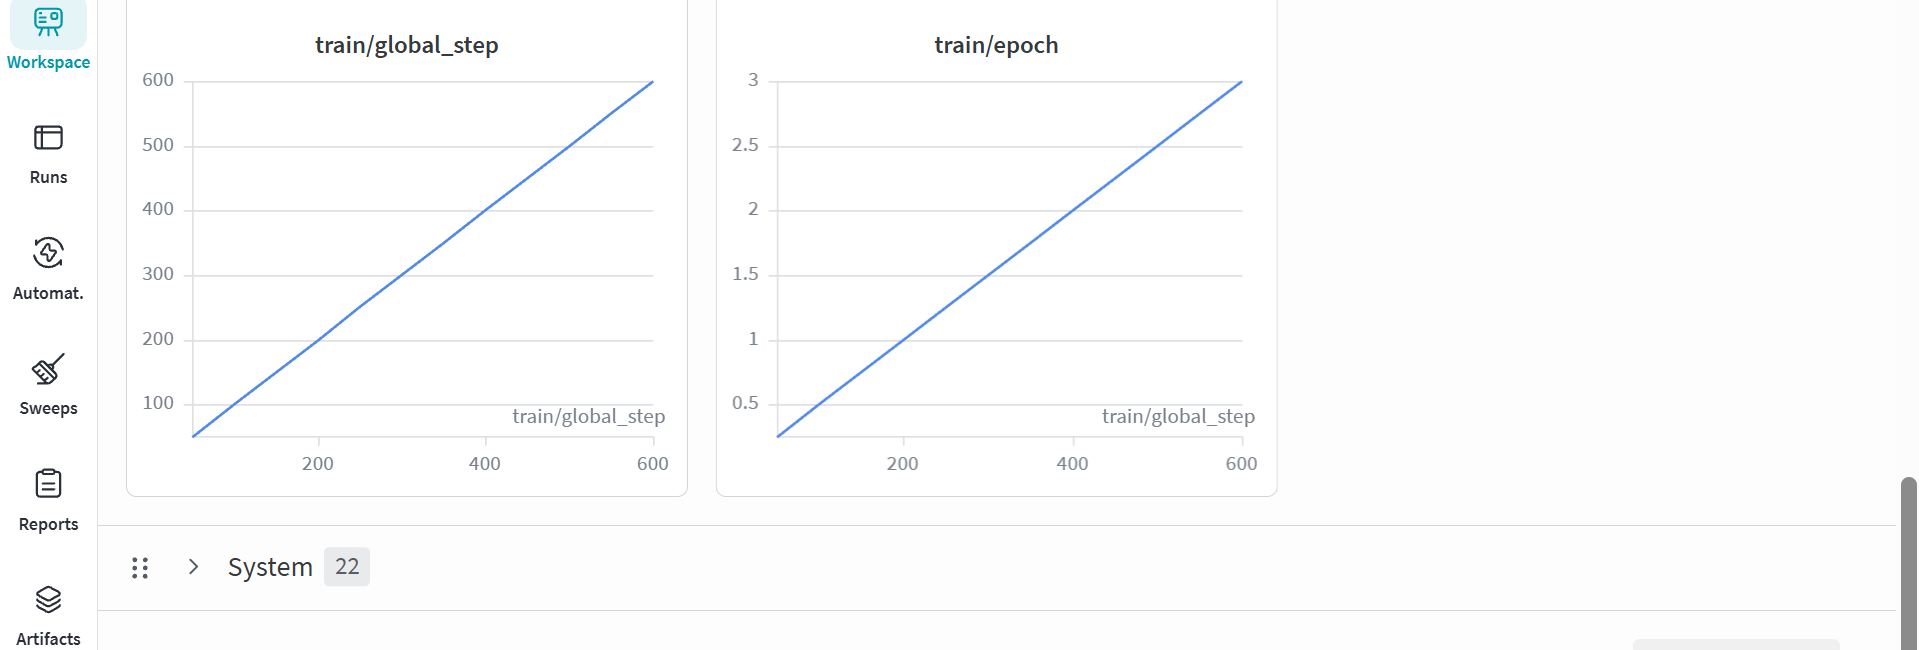 Workspace
Runs
Automat.
Sweeps
Reports
Artifacts
train/global_step
600
500
400
300
200
100
train/global_step
200 400 600
train/epoch
3
2.5
2
1.5
1
0.5
train/global_step
200 400 600
System 22